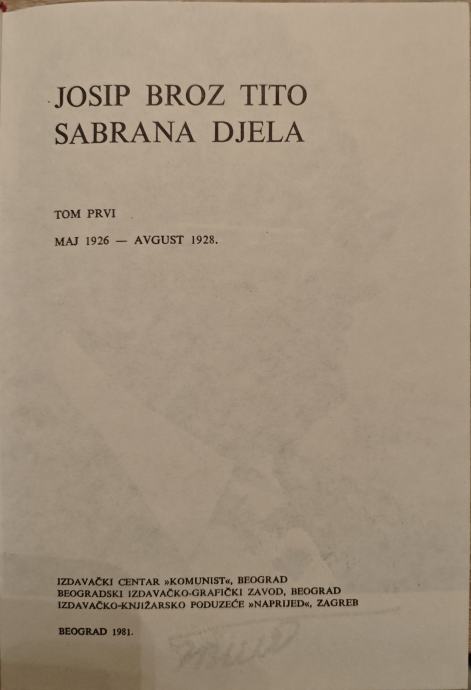 JOSIP BROZ TITO
SABRANA DJELA
TOM PRVI
MAJ 1926 — AVGUST 1928.
IZDAVAČKI CENTAR »KOMUNIST«, BEOGRAD
BEOGRADSKI IZDAVAČKO-GRAFIČKI ZAVOD, BEOGRAD
IZDAVAČKO-KNJIŽARSKO PODUZEĆE »NAPRIJED«, ZAGREB
BEOGRAD 1981.